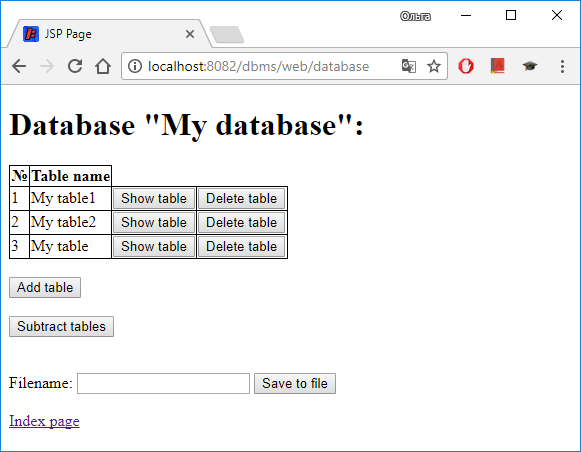 Ольга
JSP Page
localhost:8082/dbms/web/database
Database "My database":
№ Table name
1 My table1 Show table Delete table
2 My table2 Show table Delete table
3 My table Show table Delete table
Add table
Subtract tables
Filename: Save to file
Index page